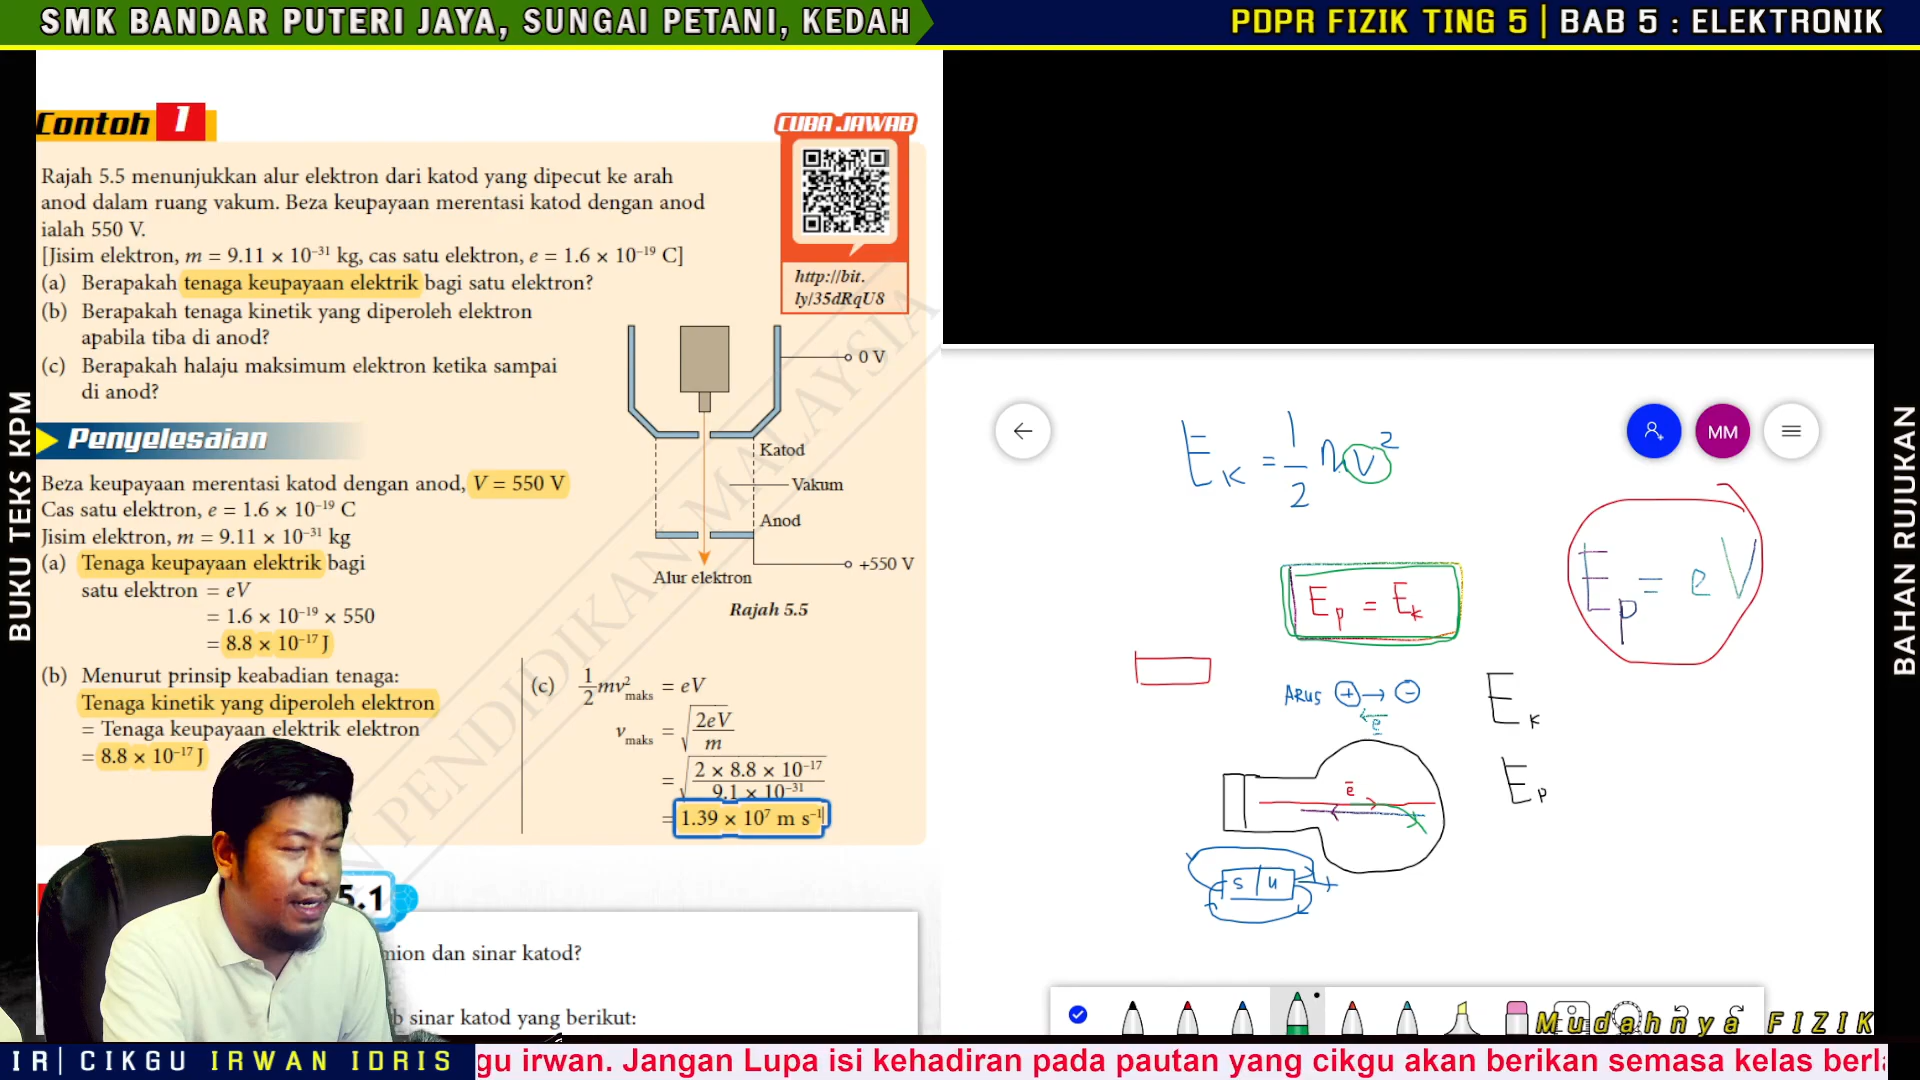 SMK BANDAR PUTERI JAYA, SUNGAI PETANI, KEDAH
PDPR FIZIK TING 5 | BAB 5 : ELEKTRONIK
BUKU TEKS KPM
Contoh 1
CUBA JAWAB
http://bit.
ly/35dRqU8
Rajah 5.5 menunjukkan alur elektron dari katod yang dipecut ke arah
anod dalam ruang vakum. Beza keupayaan merentasi katod dengan anod
ialah 550 V.
[Jisim elektron, m = 9.11 × 10⁻³¹ kg, cas satu elektron, e = 1.6 × 10⁻¹⁹ C]
(a) Berapakah tenaga keupayaan elektrik bagi satu elektron?
(b) Berapakah tenaga kinetik yang diperoleh elektron
apabila tiba di anod?
(c) Berapakah halaju maksimum elektron ketika sampai
di anod?
0 V
Katod
Vakum
Anod
+550 V
Alur elektron
Rajah 5.5
Penyelesaian
Beza keupayaan merentasi katod dengan anod, V = 550 V
Cas satu elektron, e = 1.6 × 10⁻¹⁹ C
Jisim elektron, m = 9.11 × 10⁻³¹ kg
(a) Tenaga keupayaan elektrik bagi
satu elektron = eV
= 1.6 × 10⁻¹⁹ × 550
= 8.8 × 10⁻¹⁷ J
(b) Menurut prinsip keabadian tenaga:
Tenaga kinetik yang diperoleh elektron
= Tenaga keupayaan elektrik elektron
= 8.8 × 10⁻¹⁷ J
(c) 1/2 mv²maks = eV
vmaks = √(2eV/m)
= √(2 × 8.8 × 10⁻¹⁷ / 9.1 × 10⁻³¹)
= 1.39 × 10⁷ m s⁻¹
PENDIDIKAN MALAYSIA
5.1
dan sinar katod?
sinar katod yang berikut:
MM
E_K = 1/2 mv²
E_p = eV
E_p = E_k
ARUS + → −
e
E_K
E_p
e
S | U
BAHAN RUJUKAN
Mudahnya FIZIK
IR| CIKGU IRWAN IDRIS
gu irwan. Jangan Lupa isi kehadiran pada pautan yang cikgu akan berikan semasa kelas